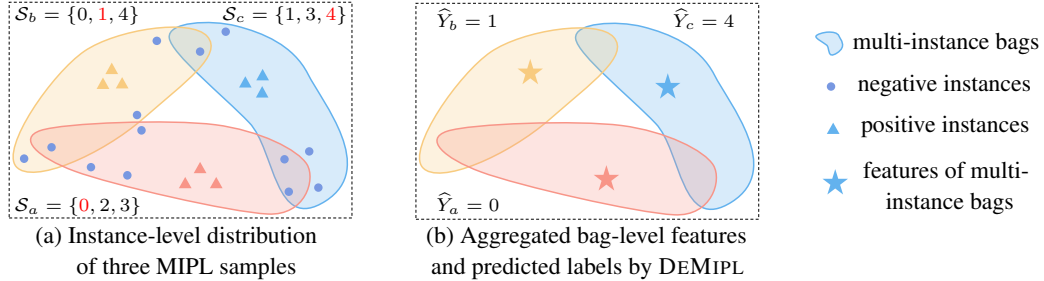 𝒮_b = {0, 1, 4}
𝒮_c = {1, 3, 4}
𝒮_a = {0, 2, 3}
(a) Instance-level distribution
of three MIPL samples
Ŷ_b = 1
Ŷ_c = 4
Ŷ_a = 0
(b) Aggregated bag-level features
and predicted labels by DEMIPL
multi-instance bags
negative instances
positive instances
features of multi-
instance bags